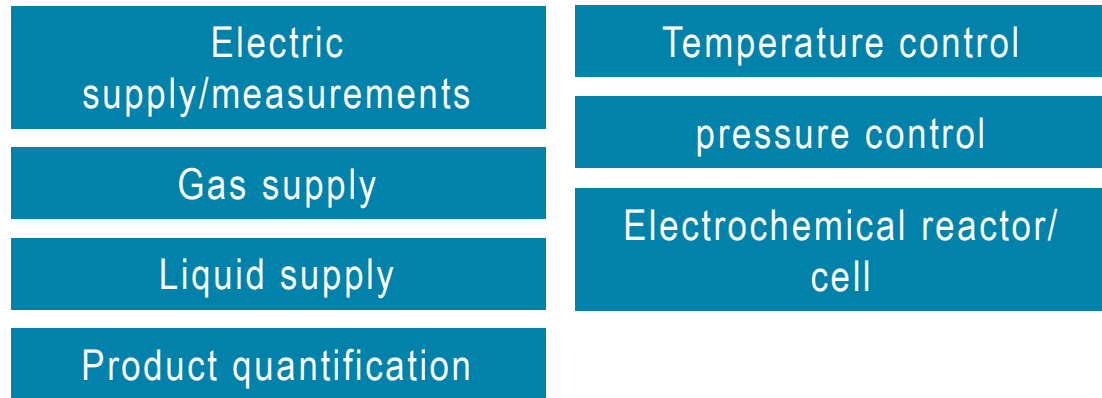 Electric
supply/measurements
Gas supply
Liquid supply
Product quantification
Temperature control
pressure control
Electrochemical reactor/
cell